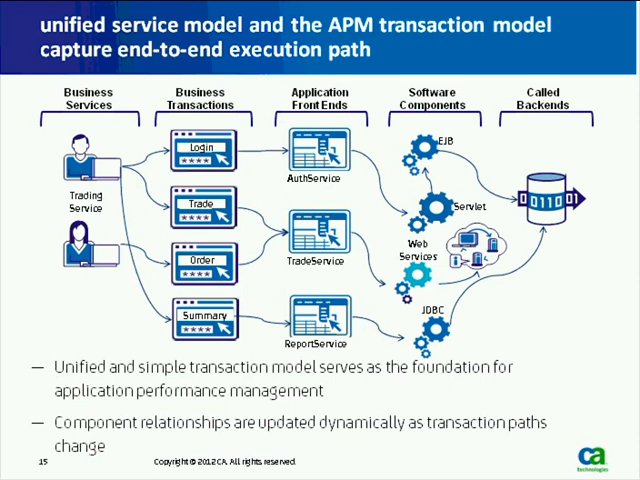 unified service model and the APM transaction model
capture end-to-end execution path
Business
Services
Business
Transactions
Application
Front Ends
Software
Components
Called
Backends
Login
****
AuthService
EJB
Trading
Service
Trade
****
TradeService
Servlet
0110
Web
Services
Order
****
Summary
****
ReportService
JDBC
— Unified and simple transaction model serves as the foundation for
application performance management
— Component relationships are updated dynamically as transaction paths
change
15
Copyright © 2012 CA. All rights reserved.
ca
technologies